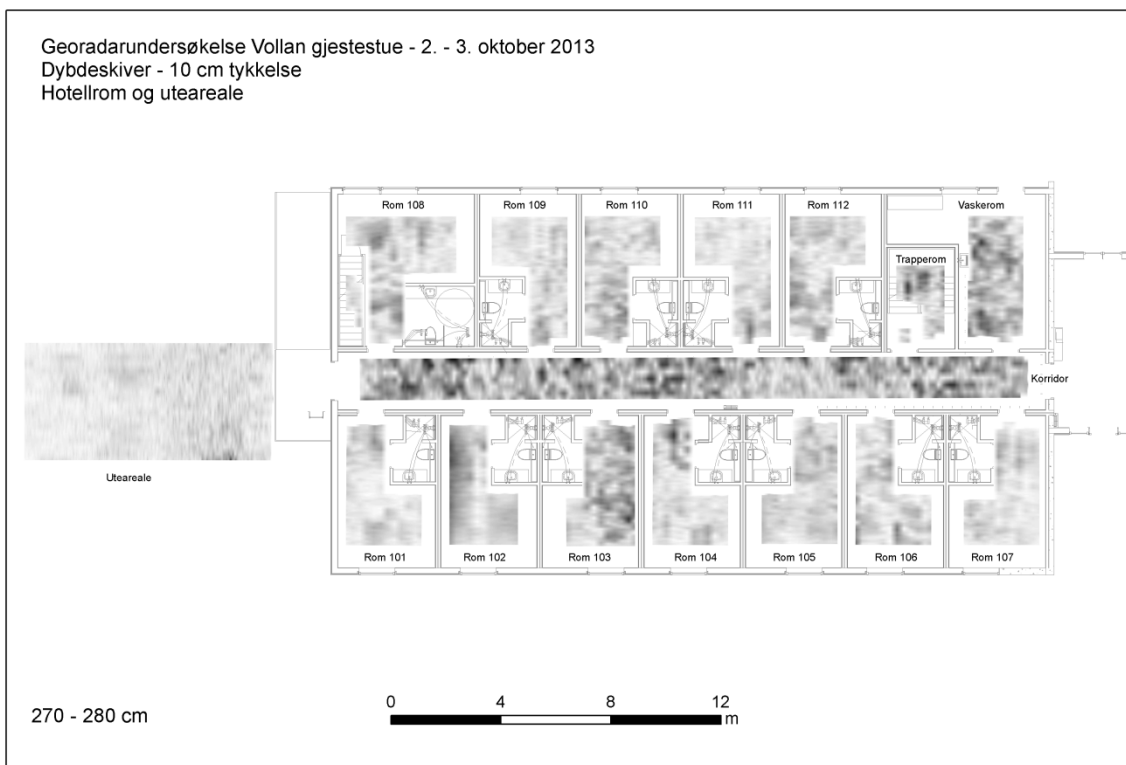 Georadarundersøkelse Vollan gjestestue - 2. - 3. oktober 2013
Dybdeskiver - 10 cm tykkelse
Hotellrom og uteareale
Rom 108
Rom 109
Rom 110
Rom 111
Rom 112
Vaskerom
Trapperom
Korridor
Uteareale
Rom 101
Rom 102
Rom 103
Rom 104
Rom 105
Rom 106
Rom 107
270 - 280 cm
0 4 8 12
m